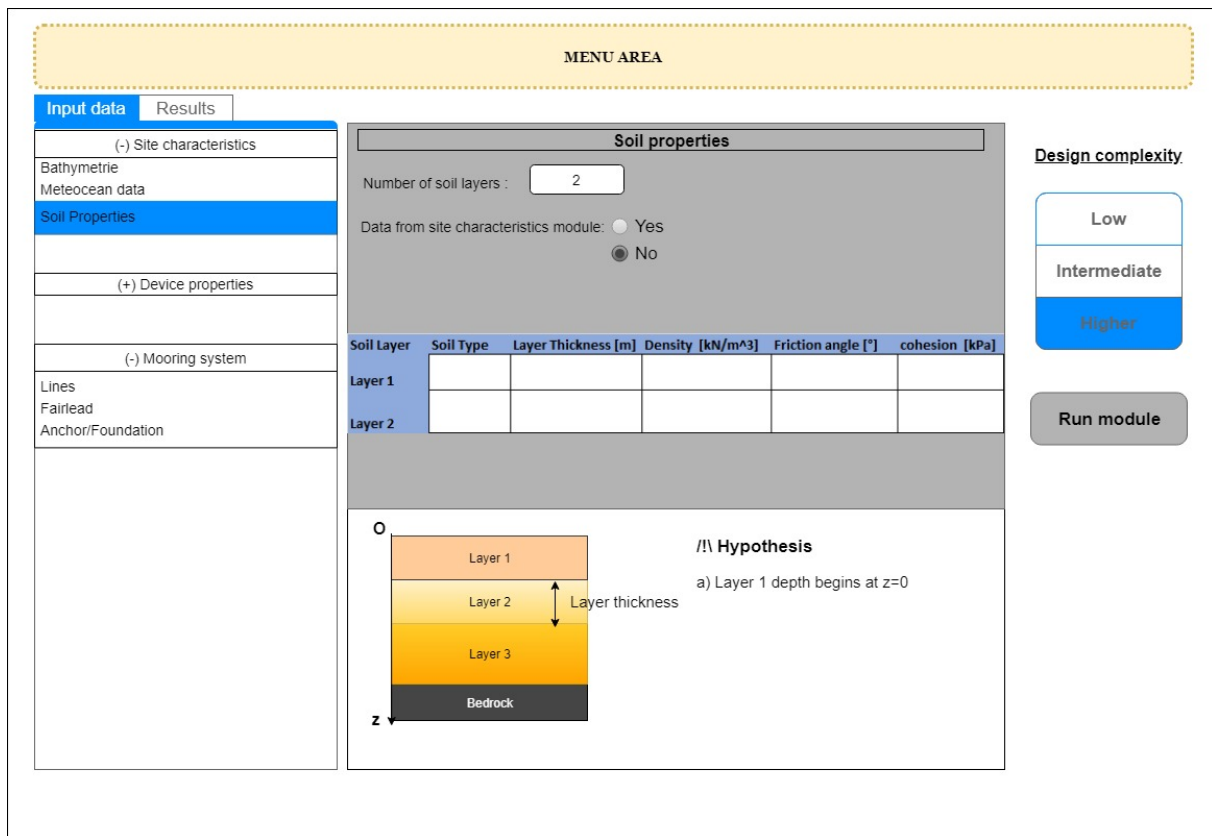 MENU AREA
Input data Results
(-) Site characteristics
Bathymetrie
Meteocean data
Soil Properties
(+) Device properties
(-) Mooring system
Lines
Fairlead
Anchor/Foundation
Soil properties
Number of soil layers : 2
Data from site characteristics module: Yes
No
Soil Layer Soil Type Layer Thickness [m] Density [kN/m^3] Friction angle [°] cohesion [kPa]
Layer 1
Layer 2
O
Layer 1
Layer 2 Layer thickness
Layer 3
Bedrock
z
/!\ Hypothesis
a) Layer 1 depth begins at z=0
Design complexity
Low
Intermediate
Higher
Run module